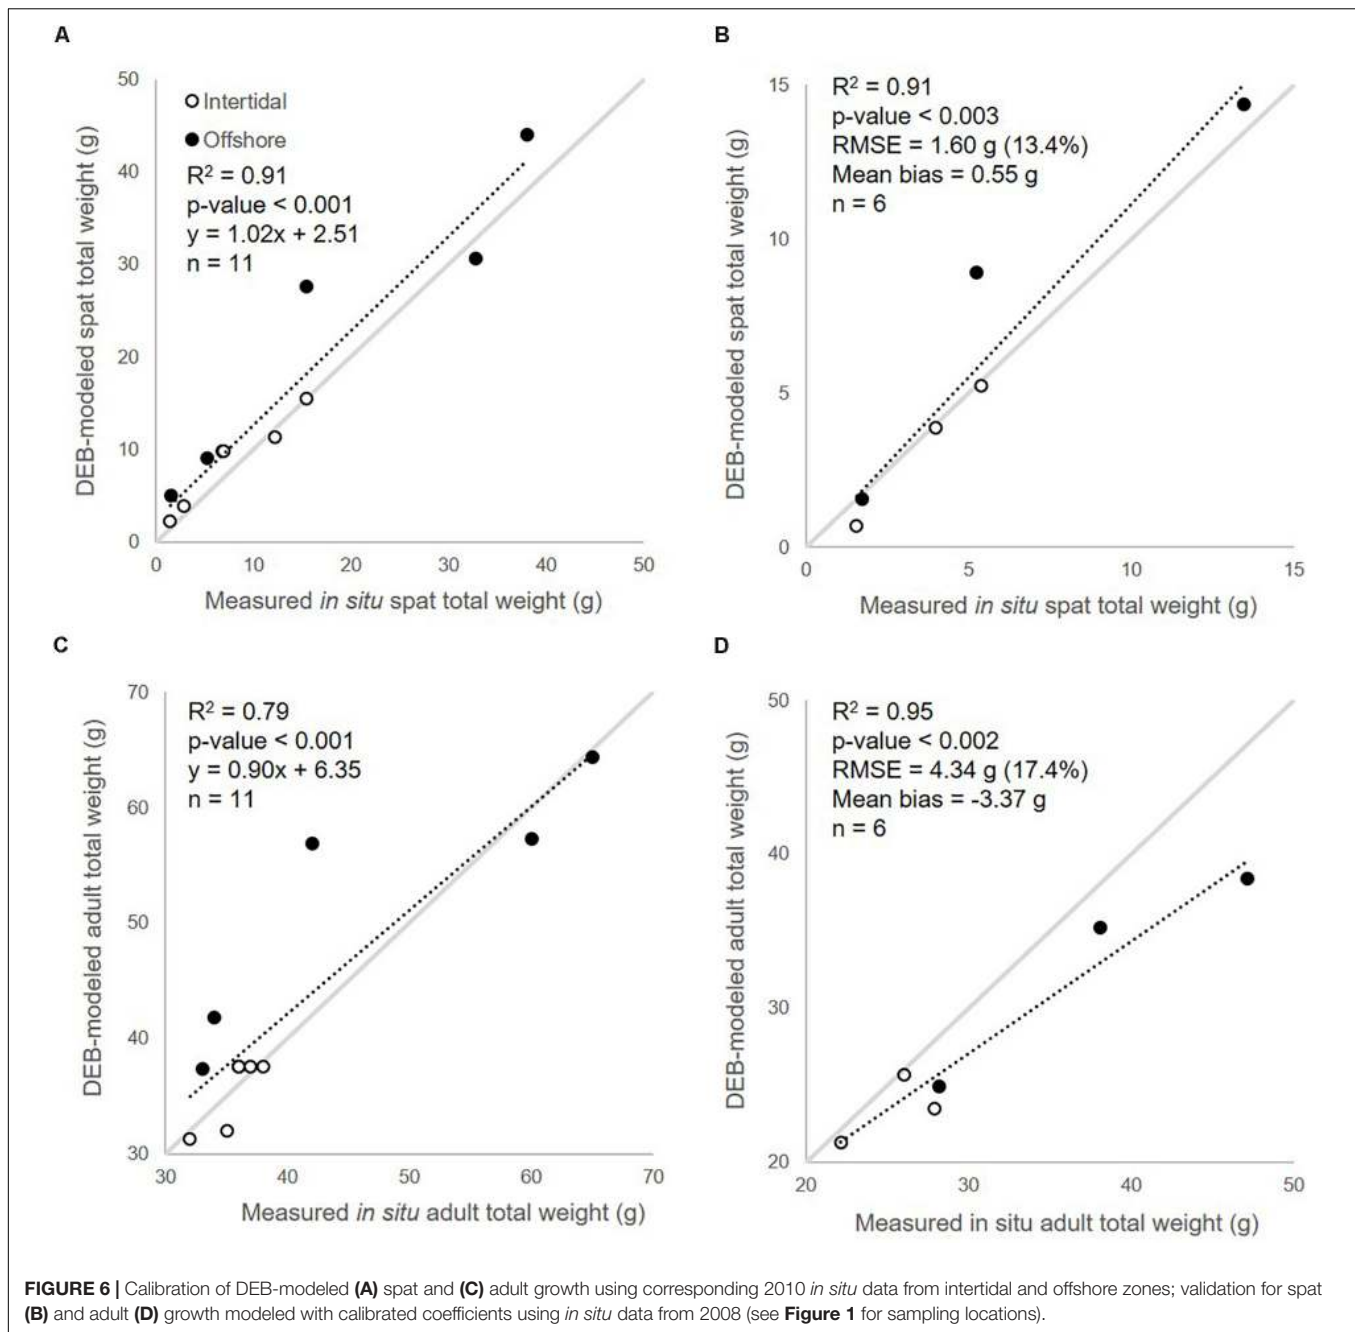 A
50
40
30
20
10
0
0 10 20 30 40 50
Intertidal
Offshore
R² = 0.91
p-value < 0.001
y = 1.02x + 2.51
n = 11
DEB-modeled spat total weight (g)
Measured in situ spat total weight (g)
B
15
10
5
0
0 5 10 15
R² = 0.91
p-value < 0.003
RMSE = 1.60 g (13.4%)
Mean bias = 0.55 g
n = 6
DEB-modeled spat total weight (g)
Measured in situ spat total weight (g)
C
70
60
50
40
30
30 40 50 60 70
R² = 0.79
p-value < 0.001
y = 0.90x + 6.35
n = 11
DEB-modeled adult total weight (g)
Measured in situ adult total weight (g)
D
50
40
30
20
20 30 40 50
R² = 0.95
p-value < 0.002
RMSE = 4.34 g (17.4%)
Mean bias = -3.37 g
n = 6
DEB-modeled adult total weight (g)
Measured in situ adult total weight (g)
FIGURE 6 | Calibration of DEB-modeled (A) spat and (C) adult growth using corresponding 2010 in situ data from intertidal and offshore zones; validation for spat
(B) and adult (D) growth modeled with calibrated coefficients using in situ data from 2008 (see Figure 1 for sampling locations).